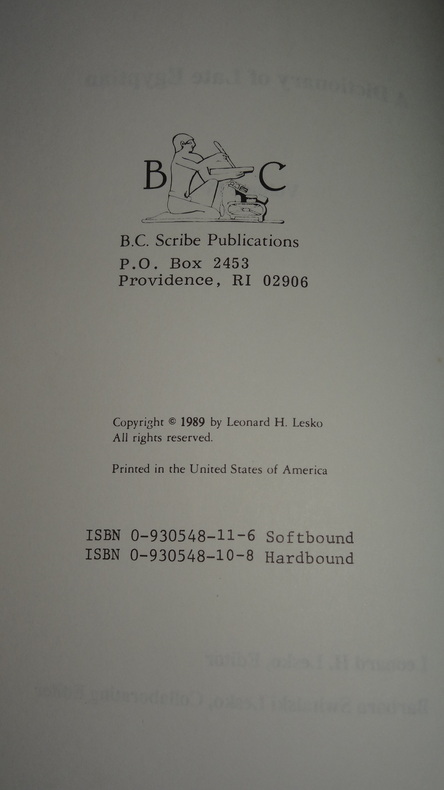 B C
B.C. Scribe Publications
P.O. Box 2453
Providence, RI 02906
Copyright © 1989 by Leonard H. Lesko
All rights reserved.
Printed in the United States of America
ISBN 0-930548-11-6 Softbound
ISBN 0-930548-10-8 Hardbound